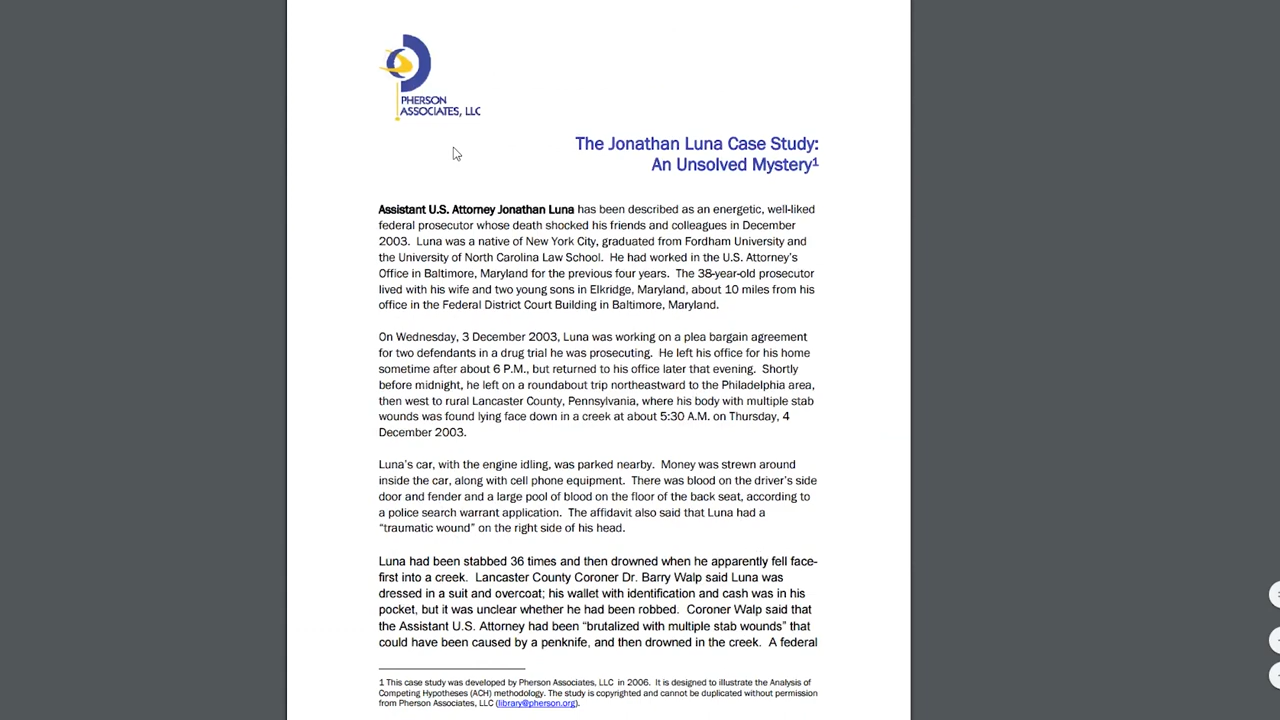 PHERSON
ASSOCIATES, LLC
The Jonathan Luna Case Study:
An Unsolved Mystery¹
Assistant U.S. Attorney Jonathan Luna has been described as an energetic, well-liked
federal prosecutor whose death shocked his friends and colleagues in December
2003. Luna was a native of New York City, graduated from Fordham University and
the University of North Carolina Law School. He had worked in the U.S. Attorney's
Office in Baltimore, Maryland for the previous four years. The 38-year-old prosecutor
lived with his wife and two young sons in Elkridge, Maryland, about 10 miles from his
office in the Federal District Court Building in Baltimore, Maryland.
On Wednesday, 3 December 2003, Luna was working on a plea bargain agreement
for two defendants in a drug trial he was prosecuting. He left his office for his home
sometime after about 6 P.M., but returned to his office later that evening. Shortly
before midnight, he left on a roundabout trip northeastward to the Philadelphia area,
then west to rural Lancaster County, Pennsylvania, where his body with multiple stab
wounds was found lying face down in a creek at about 5:30 A.M. on Thursday, 4
December 2003.
Luna's car, with the engine idling, was parked nearby. Money was strewn around
inside the car, along with cell phone equipment. There was blood on the driver's side
door and fender and a large pool of blood on the floor of the back seat, according to
a police search warrant application. The affidavit also said that Luna had a
“traumatic wound” on the right side of his head.
Luna had been stabbed 36 times and then drowned when he apparently fell face-
first into a creek. Lancaster County Coroner Dr. Barry Walp said Luna was
dressed in a suit and overcoat; his wallet with identification and cash was in his
pocket, but it was unclear whether he had been robbed. Coroner Walp said that
the Assistant U.S. Attorney had been “brutalized with multiple stab wounds” that
could have been caused by a penknife, and then drowned in the creek. A federal
1 This case study was developed by Pherson Associates, LLC in 2006. It is designed to illustrate the Analysis of
Competing Hypotheses (ACH) methodology. The study is copyrighted and cannot be duplicated without permission
from Pherson Associates, LLC (library@pherson.org).